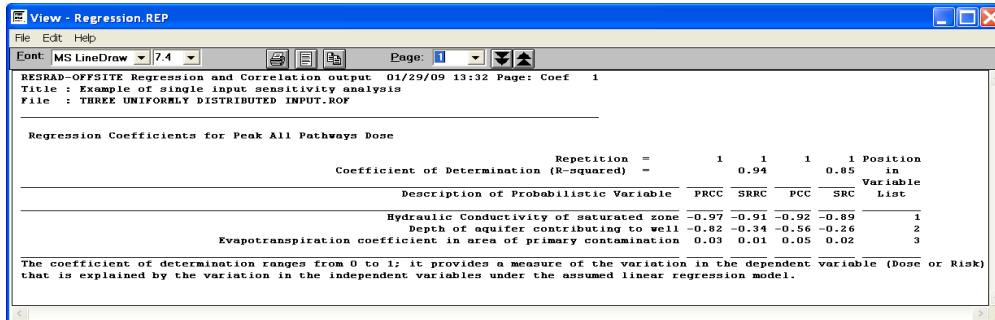 View - Regression.REP
File Edit Help
Font: MS LineDraw 7.4 Page: 1
RESRAD-OFFSITE Regression and Correlation output 01/29/09 13:32 Page: Coef 1
Title : Example of single input sensitivity analysis
File : THREE UNIFORMLY DISTRIBUTED INPUT.ROF
Regression Coefficients for Peak All Pathways Dose
Repetition = 1 1 1 1 Position
Coefficient of Determination (R-squared) = 0.94 0.85 in
Variable
Description of Probabilistic Variable PRCC SRRC PCC SRC List
Hydraulic Conductivity of saturated zone -0.97 -0.91 -0.92 -0.89 1
Depth of aquifer contributing to well -0.82 -0.34 -0.56 -0.26 2
Evapotranspiration coefficient in area of primary contamination 0.03 0.01 0.05 0.02 3
The coefficient of determination ranges from 0 to 1; it provides a measure of the variation in the dependent variable (Dose or Risk)
that is explained by the variation in the independent variables under the assumed linear regression model.